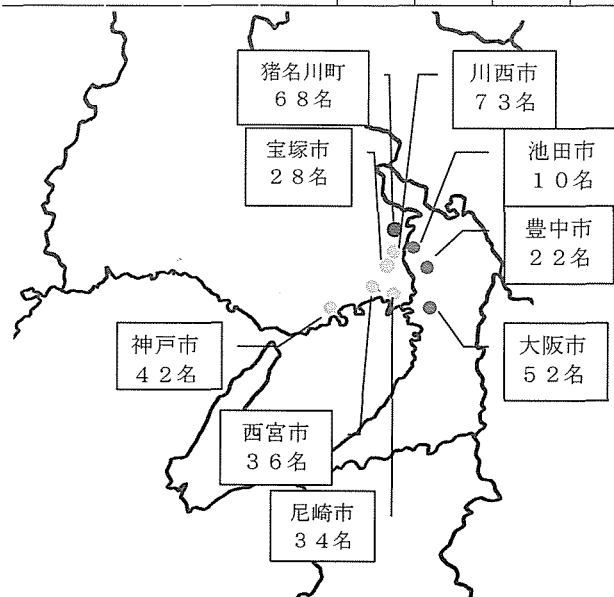 猪名川町
６８名
川西市
７３名
宝塚市
２８名
池田市
１０名
豊中市
２２名
神戸市
４２名
大阪市
５２名
西宮市
３６名
尼崎市
３４名